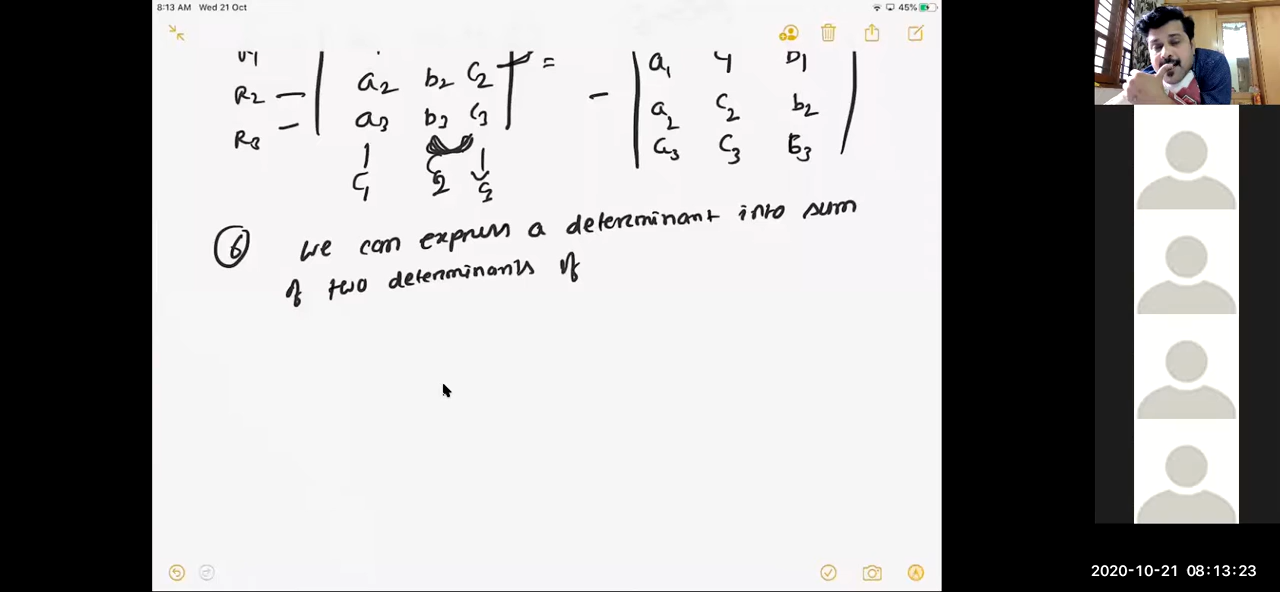 8:13 AM Wed 21 Oct
45%
a1 c1 b1
R2 — a2 b2 c2 =
— a2 c2 b2
R3 — a3 b3 c3
a3 c3 b3
C1 C2
6 we can express a determinant into sum
of two determinants of
2020-10-21 08:13:23